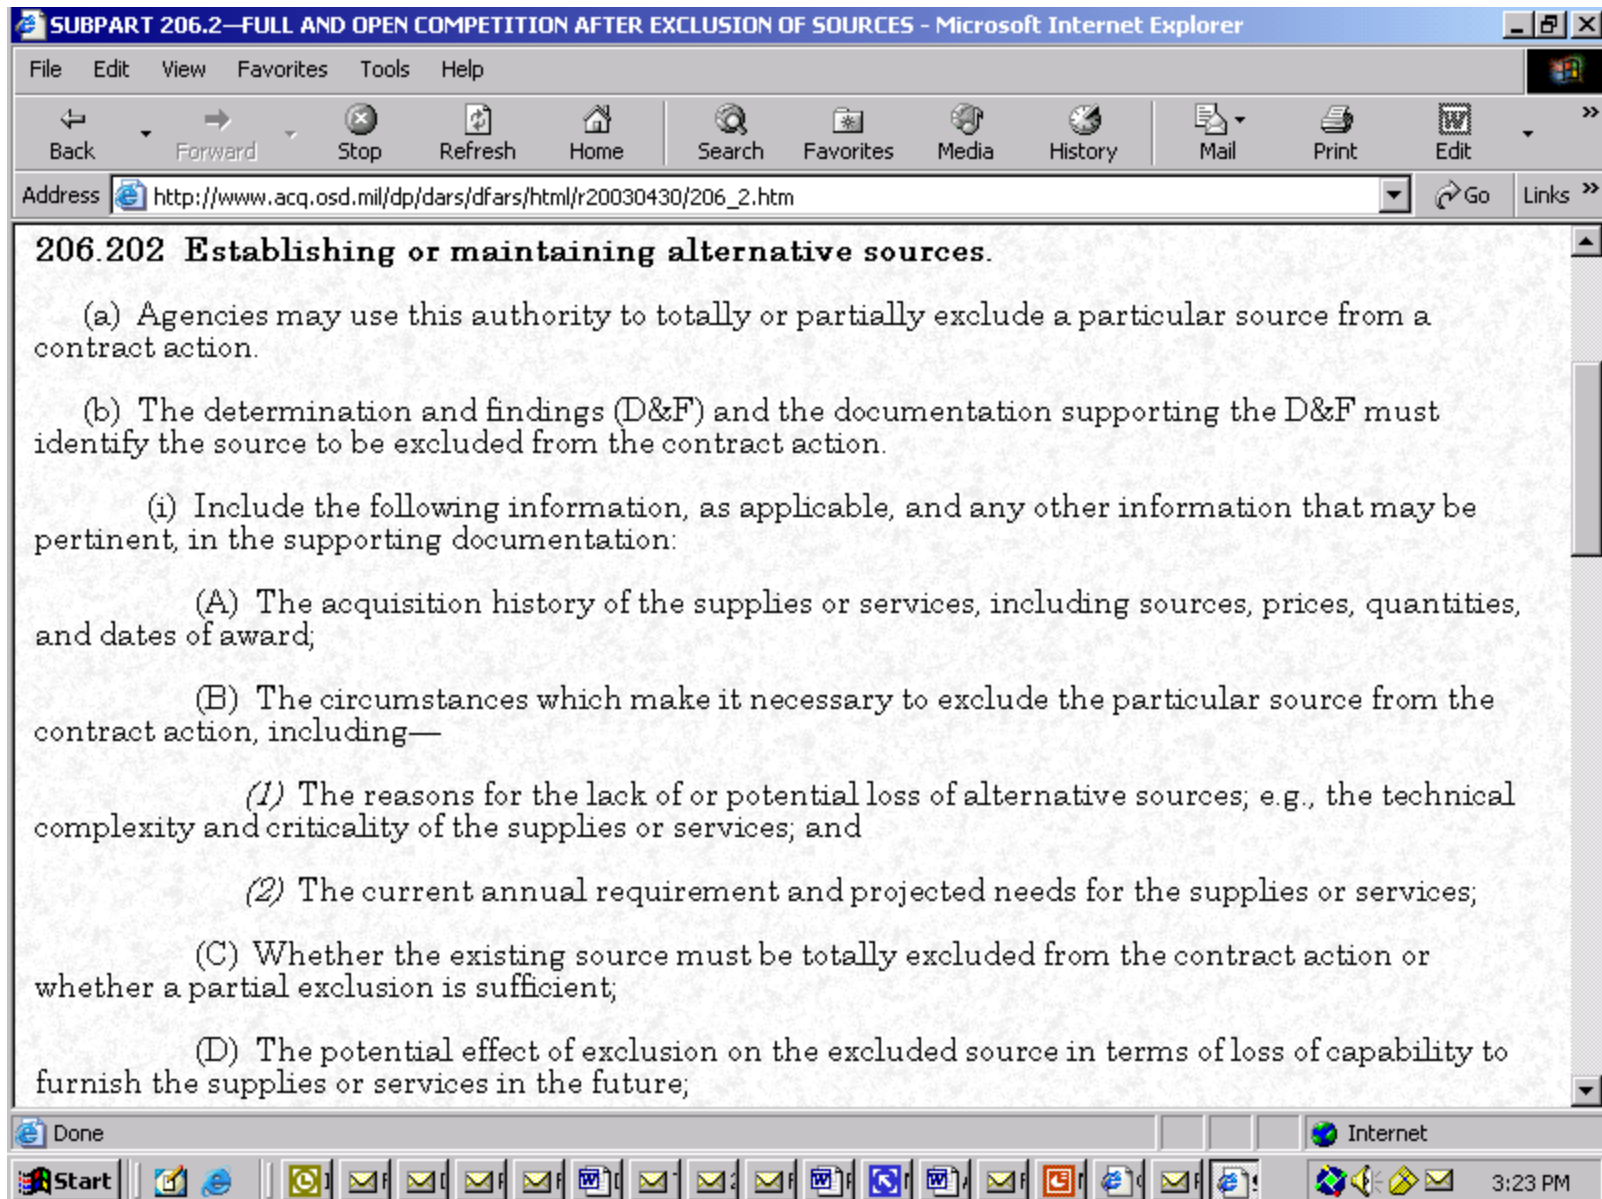 SUBPART 206.2—FULL AND OPEN COMPETITION AFTER EXCLUSION OF SOURCES - Microsoft Internet Explorer
File Edit View Favorites Tools Help
Back Forward Stop Refresh Home Search Favorites Media History Mail Print Edit »
Address http://www.acq.osd.mil/dp/dars/dfars/html/r20030430/206_2.htm Go Links »
206.202 Establishing or maintaining alternative sources.
(a) Agencies may use this authority to totally or partially exclude a particular source from a
contract action.
(b) The determination and findings (D&F) and the documentation supporting the D&F must
identify the source to be excluded from the contract action.
(i) Include the following information, as applicable, and any other information that may be
pertinent, in the supporting documentation:
(A) The acquisition history of the supplies or services, including sources, prices, quantities,
and dates of award;
(B) The circumstances which make it necessary to exclude the particular source from the
contract action, including—
(1) The reasons for the lack of or potential loss of alternative sources; e.g., the technical
complexity and criticality of the supplies or services; and
(2) The current annual requirement and projected needs for the supplies or services;
(C) Whether the existing source must be totally excluded from the contract action or
whether a partial exclusion is sufficient;
(D) The potential effect of exclusion on the excluded source in terms of loss of capability to
furnish the supplies or services in the future;
Done Internet
Start 3:23 PM